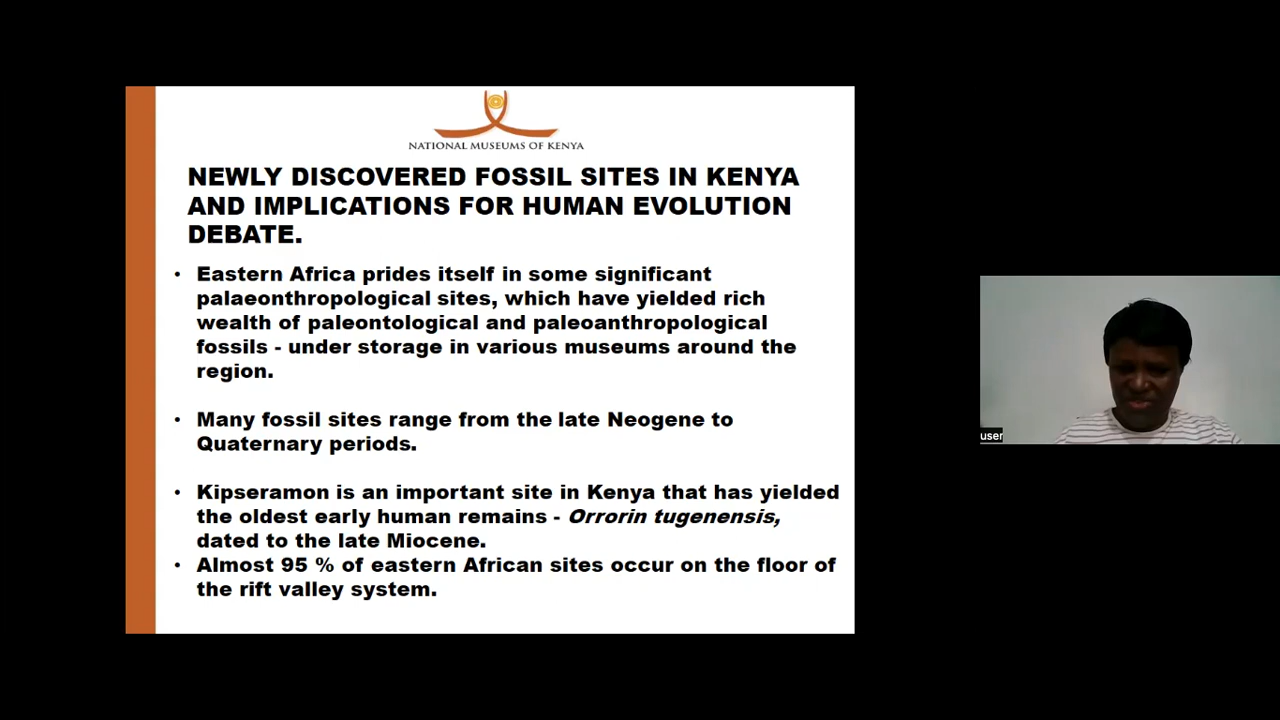 NATIONAL MUSEUMS OF KENYA
NEWLY DISCOVERED FOSSIL SITES IN KENYA
AND IMPLICATIONS FOR HUMAN EVOLUTION
DEBATE.
• Eastern Africa prides itself in some significant
palaeonthropological sites, which have yielded rich
wealth of paleontological and paleoanthropological
fossils - under storage in various museums around the
region.
• Many fossil sites range from the late Neogene to
Quaternary periods.
• Kipseramon is an important site in Kenya that has yielded
the oldest early human remains - Orrorin tugenensis,
dated to the late Miocene.
• Almost 95 % of eastern African sites occur on the floor of
the rift valley system.
user